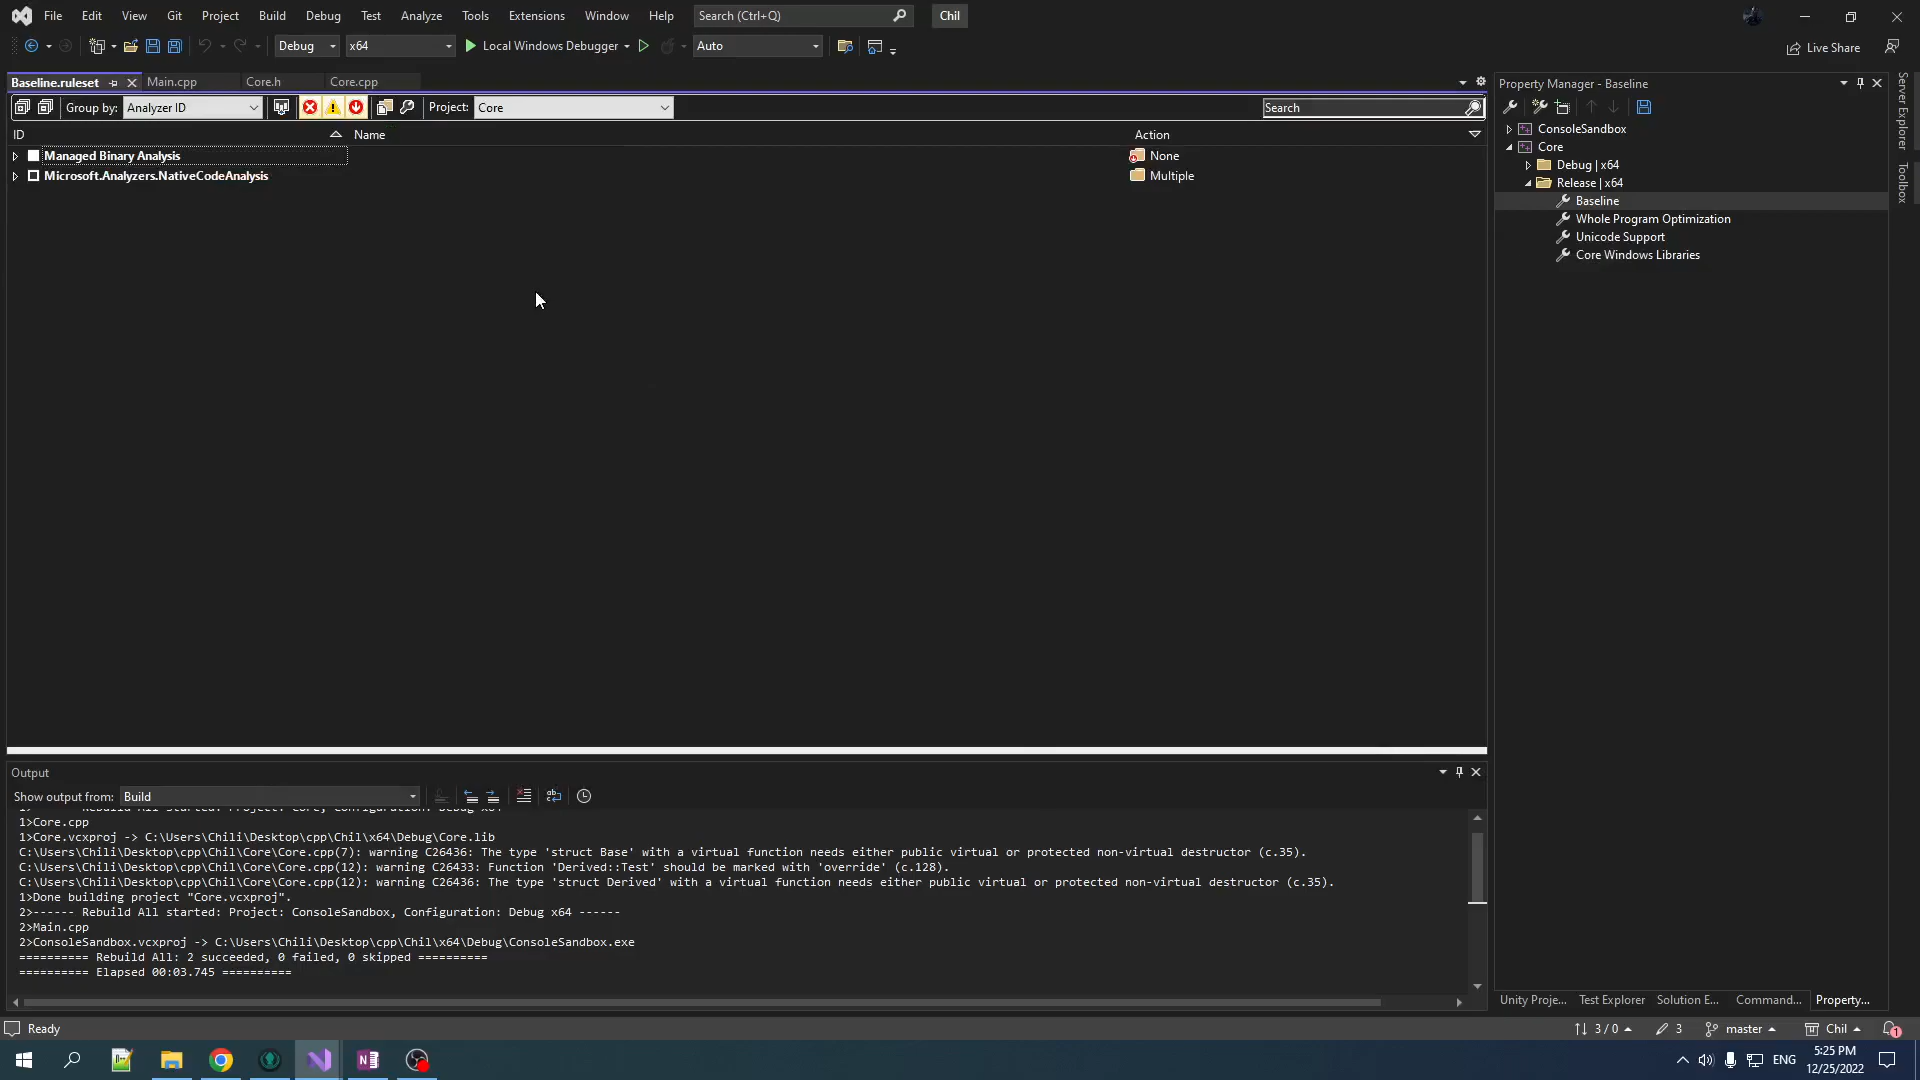 File Edit View Git Project Build Debug Test Analyze Tools Extensions Window Help Search (Ctrl+Q) Chil
Debug x64 Local Windows Debugger Auto Live Share
Baseline.ruleset Main.cpp Core.h Core.cpp
Group by: Analyzer ID Project: Core Search
ID Name Action
Managed Binary Analysis None
Microsoft.Analyzers.NativeCodeAnalysis Multiple
Property Manager - Baseline
ConsoleSandbox
Core
Debug | x64
Release | x64
Baseline
Whole Program Optimization
Unicode Support
Core Windows Libraries
Server Explorer
Toolbox
Output
Show output from: Build
1>Core.cpp
1>Core.vcxproj -> C:\Users\Chili\Desktop\cpp\Chil\x64\Debug\Core.lib
C:\Users\Chili\Desktop\cpp\Chil\Core\Core.cpp(7): warning C26436: The type 'struct Base' with a virtual function needs either public virtual or protected non-virtual destructor (c.35).
C:\Users\Chili\Desktop\cpp\Chil\Core\Core.cpp(12): warning C26433: Function 'Derived::Test' should be marked with 'override' (c.128).
C:\Users\Chili\Desktop\cpp\Chil\Core\Core.cpp(12): warning C26436: The type 'struct Derived' with a virtual function needs either public virtual or protected non-virtual destructor (c.35).
1>Done building project "Core.vcxproj".
2>------ Rebuild All started: Project: ConsoleSandbox, Configuration: Debug x64 ------
2>Main.cpp
2>ConsoleSandbox.vcxproj -> C:\Users\Chili\Desktop\cpp\Chil\x64\Debug\ConsoleSandbox.exe
========== Rebuild All: 2 succeeded, 0 failed, 0 skipped ==========
========== Elapsed 00:03.745 ==========
Unity Proje... Test Explorer Solution E... Command... Property...
Ready 3 / 0 3 master Chil 1
ENG 5:25 PM
12/25/2022